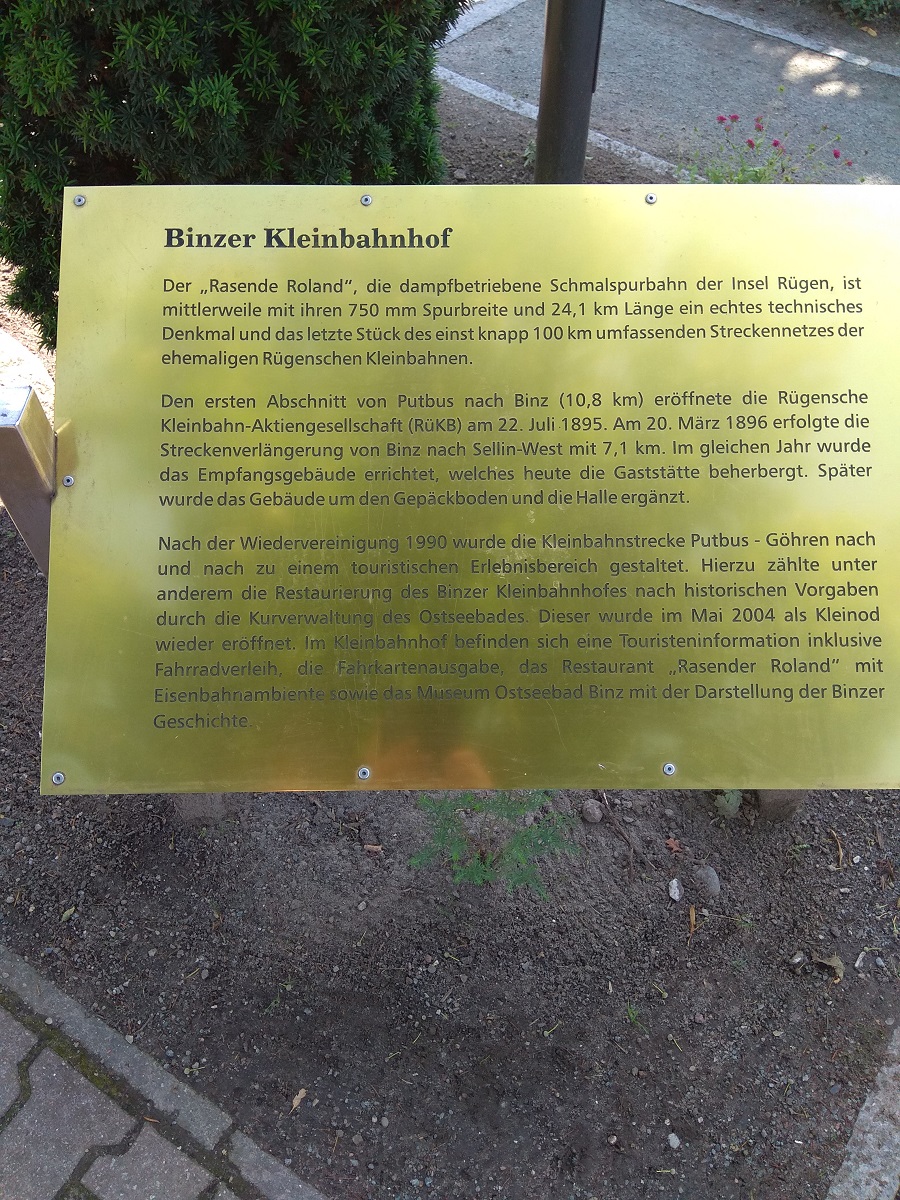 Binzer Kleinbahnhof
Der „Rasende Roland", die dampfbetriebene Schmalspurbahn der Insel Rügen, ist
mittlerweile mit ihren 750 mm Spurbreite und 24,1 km Länge ein echtes technisches
Denkmal und das letzte Stück des einst knapp 100 km umfassenden Streckennetzes der
ehemaligen Rügenschen Kleinbahnen.
Den ersten Abschnitt von Putbus nach Binz (10,8 km) eröffnete die Rügensche
Kleinbahn-Aktiengesellschaft (RüKB) am 22. Juli 1895. Am 20. März 1896 erfolgte die
Streckenverlängerung von Binz nach Sellin-West mit 7,1 km. Im gleichen Jahr wurde
das Empfangsgebäude errichtet, welches heute die Gaststätte beherbergt. Später
wurde das Gebäude um den Gepäckboden und die Halle ergänzt.
Nach der Wiedervereinigung 1990 wurde die Kleinbahnstrecke Putbus - Göhren nach
und nach zu einem touristischen Erlebnisbereich gestaltet. Hierzu zählte unter
anderem die Restaurierung des Binzer Kleinbahnhofes nach historischen Vorgaben
durch die Kurverwaltung des Ostseebades. Dieser wurde im Mai 2004 als Kleinod
wieder eröffnet. Im Kleinbahnhof befinden sich eine Touristeninformation inklusive
Fahrradverleih, die Fahrkartenausgabe, das Restaurant „Rasender Roland" mit
Eisenbahnambiente sowie das Museum Ostseebad Binz mit der Darstellung der Binzer
Geschichte.